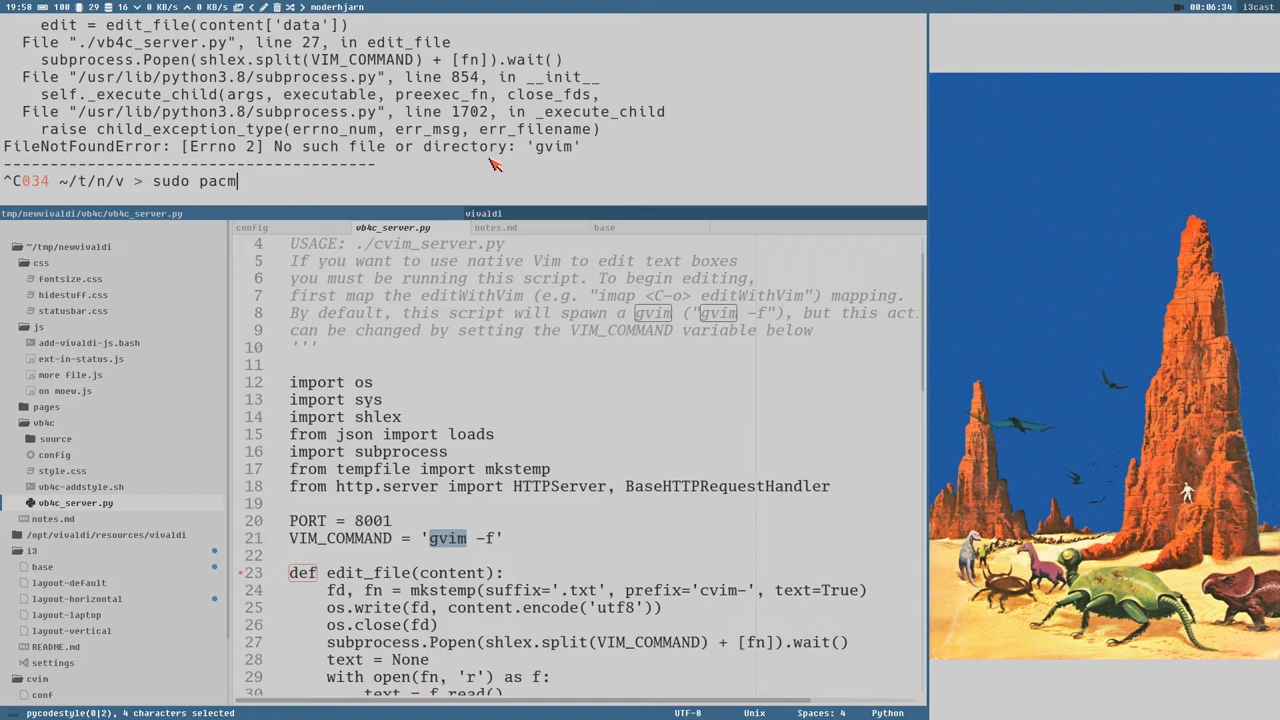 19:58 100 29 16 0 KB/s 0 KB/s < / > moderhjarn 00:06:34 i3cast
edit = edit_file(content['data'])
File "./vb4c_server.py", line 27, in edit_file
subprocess.Popen(shlex.split(VIM_COMMAND) + [fn]).wait()
File "/usr/lib/python3.8/subprocess.py", line 854, in __init__
self._execute_child(args, executable, preexec_fn, close_fds,
File "/usr/lib/python3.8/subprocess.py", line 1702, in _execute_child
raise child_exception_type(errno_num, err_msg, err_filename)
FileNotFoundError: [Errno 2] No such file or directory: 'gvim'
----------------------------------------
^C034 ~/t/n/v > sudo pacm
tmp/newvivaldi/vb4c/vb4c_server.py vivaldi
~/tmp/newvivaldi
css
fontsize.css
hidestuff.css
statusbar.css
js
add-vivaldi-js.bash
ext-in-status.js
more file.js
on moew.js
pages
vb4c
source
config
style.css
vb4c-addstyle.sh
vb4c_server.py
notes.md
/opt/vivaldi/resources/vivaldi
i3
base
layout-default
layout-horizontal
layout-laptop
layout-vertical
README.md
settings
cvim
conf
config vb4c_server.py notes.md base
4 USAGE: ./cvim_server.py
5 If you want to use native Vim to edit text boxes
6 you must be running this script. To begin editing,
7 first map the editWithVim (e.g. "imap <C-o> editWithVim") mapping.
8 By default, this script will spawn a gvim ("gvim -f"), but this acti
9 can be changed by setting the VIM_COMMAND variable below
10 '''
11
12 import os
13 import sys
14 import shlex
15 from json import loads
16 import subprocess
17 from tempfile import mkstemp
18 from http.server import HTTPServer, BaseHTTPRequestHandler
19
20 PORT = 8001
21 VIM_COMMAND = 'gvim -f'
22
23 def edit_file(content):
24 fd, fn = mkstemp(suffix='.txt', prefix='cvim-', text=True)
25 os.write(fd, content.encode('utf8'))
26 os.close(fd)
27 subprocess.Popen(shlex.split(VIM_COMMAND) + [fn]).wait()
28 text = None
29 with open(fn, 'r') as f:
30 text = f.read()
pycodestyle(0|2), 4 characters selected UTF-8 Unix Spaces: 4 Python